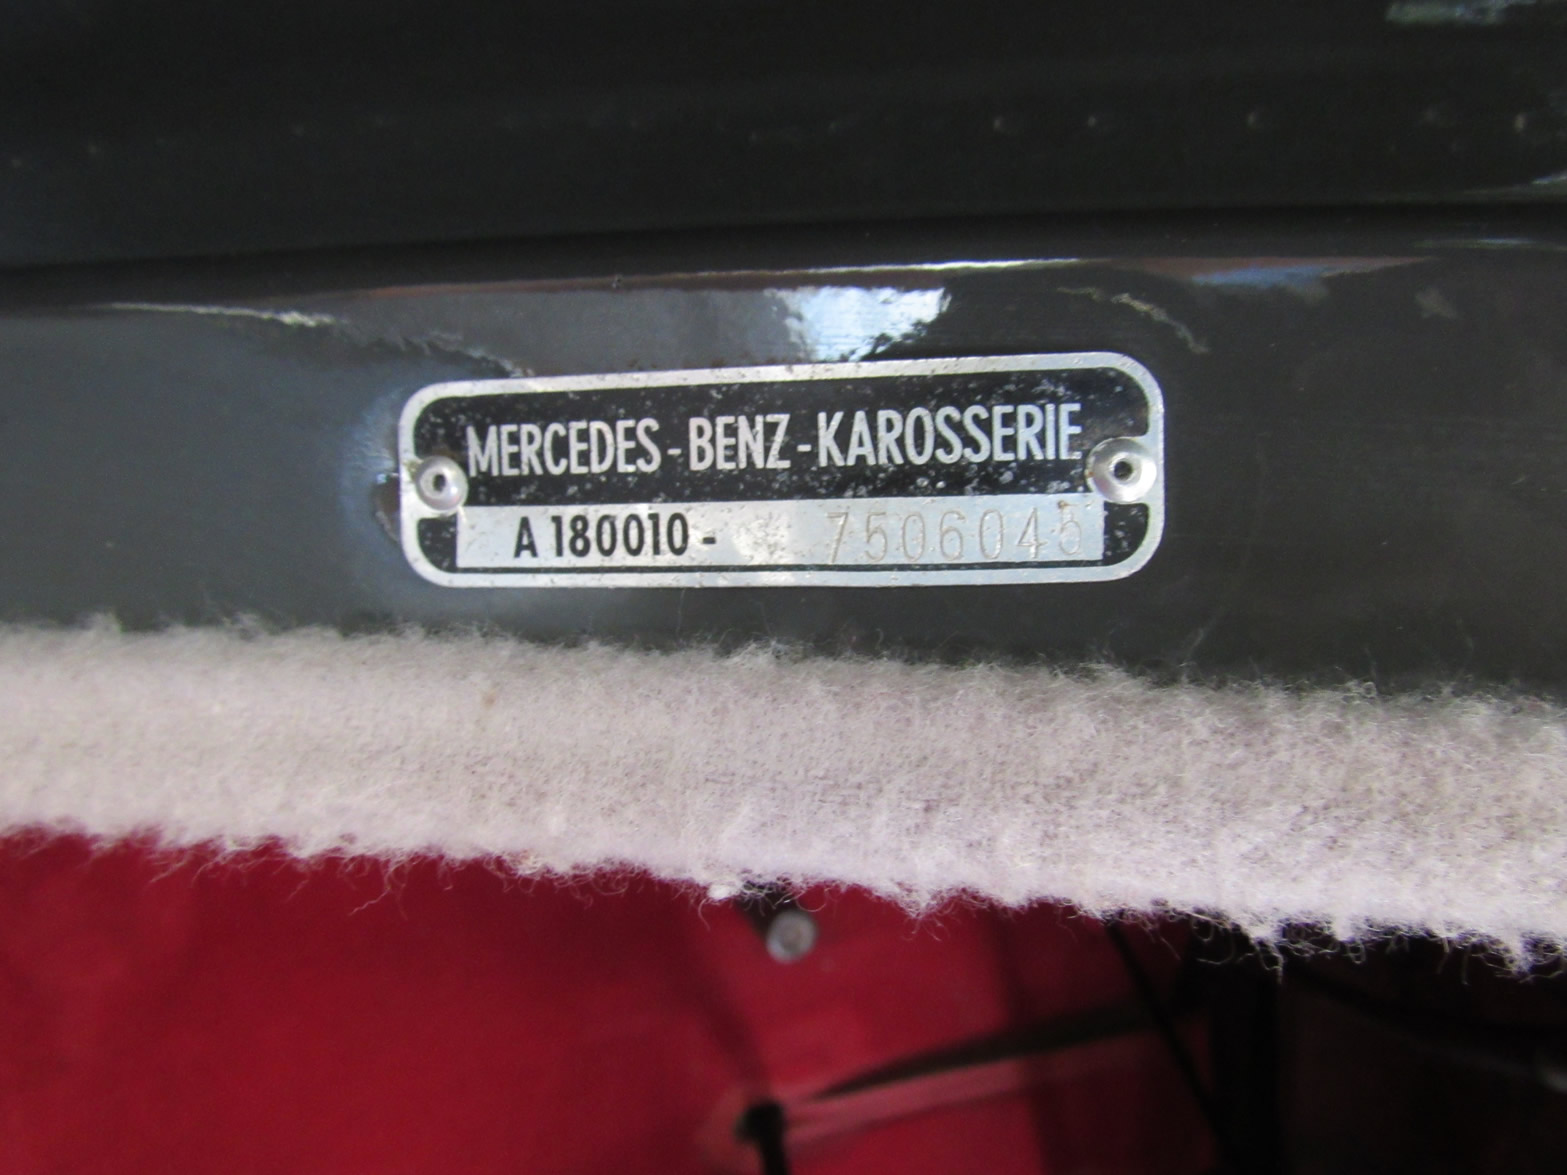 MERCEDES-BENZ-KAROSSERIE
A 180010- 7506045